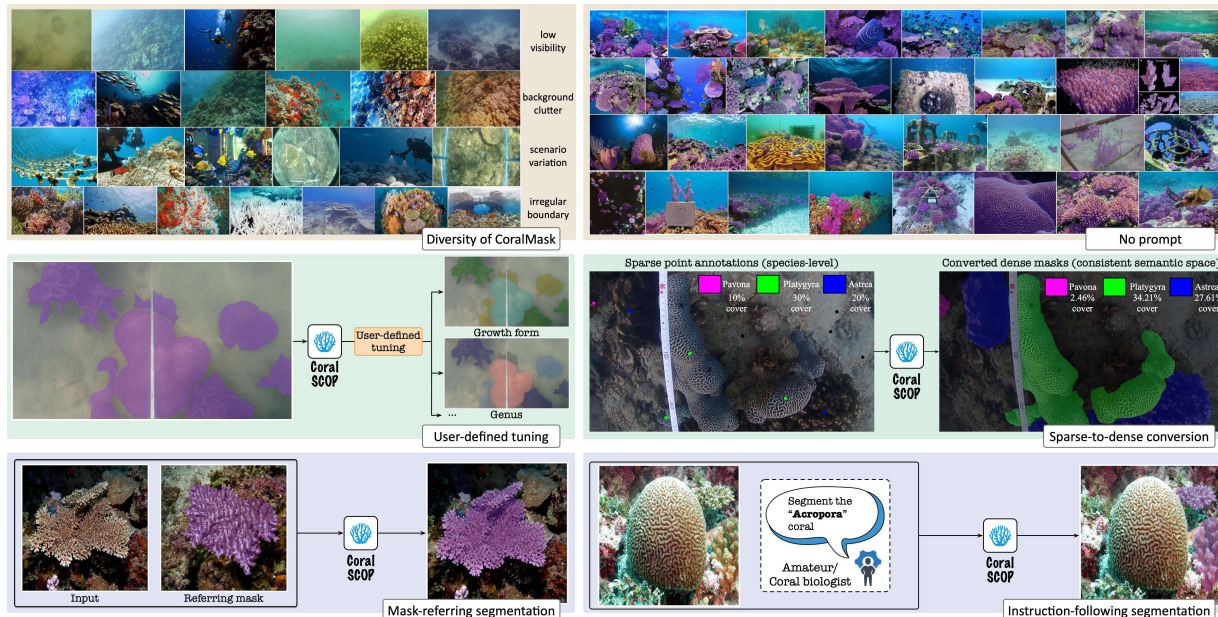 low
visibility
background
clutter
scenario
variation
irregular
boundary
Diversity of CoralMask
No prompt
Coral
SCOP
User-defined
tuning
Growth form
Genus
...
User-defined tuning
Sparse point annotations (species-level)
Pavona
10%
cover
Platygyra
30%
cover
Astrea
20%
cover
Coral
SCOP
Converted dense masks (consistent semantic space)
Pavona
2.46%
cover
Platygyra
34.21%
cover
Astrea
27.61%
cover
Sparse-to-dense conversion
Input
Referring mask
Coral
SCOP
Mask-referring segmentation
Segment the
"Acropora"
coral
Amateur/
Coral biologist
Coral
SCOP
Instruction-following segmentation